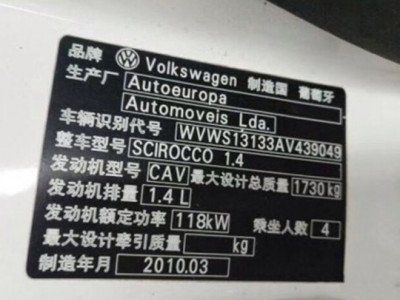 品牌 Volkswagen 制造国 葡萄牙
生产厂 Autoeuropa
Automoveis Lda.
车辆识别代号 WVWS13133AV439049
整车型号 SCIROCCO 1.4
发动机型号 CAV 最大设计总质量 1730 kg
发动机排量 1.4 L
发动机额定功率 118kW 乘坐人数 4
最大设计牵引质量 kg
制造年月 2010.03